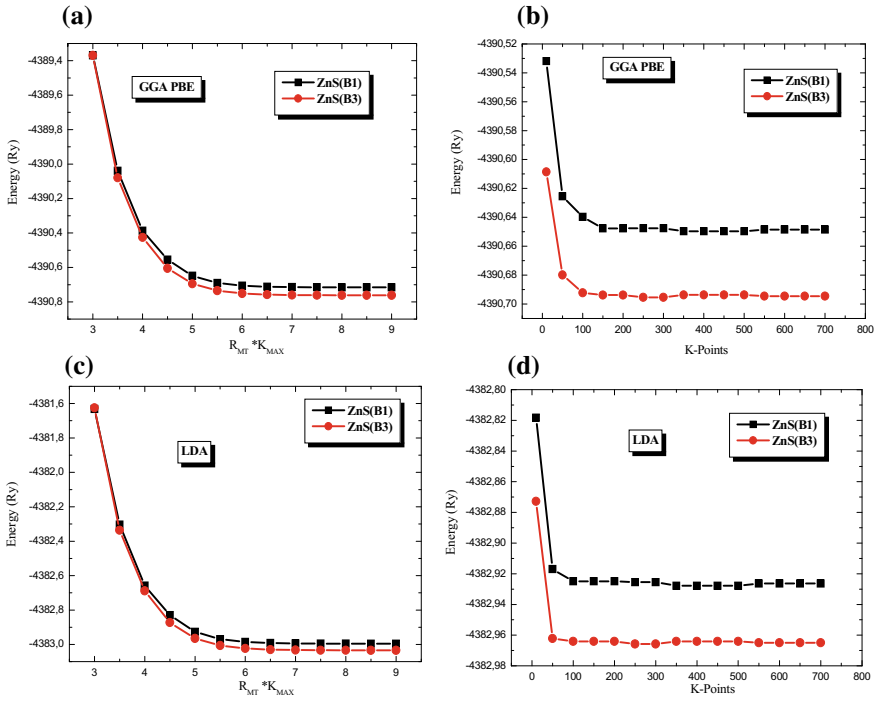 (a)
GGA PBE
ZnS(B1)
ZnS(B3)
-4389,4
-4389,6
-4389,8
-4390,0
-4390,2
-4390,4
-4390,6
-4390,8
Energy (Ry)
3 4 5 6 7 8 9
R_MT *K_MAX
(b)
GGA PBE
ZnS(B1)
ZnS(B3)
-4390,52
-4390,54
-4390,56
-4390,58
-4390,60
-4390,62
-4390,64
-4390,66
-4390,68
-4390,70
Energy (Ry)
0 100 200 300 400 500 600 700 800
K-Points
(c)
LDA
ZnS(B1)
ZnS(B3)
-4381,6
-4381,8
-4382,0
-4382,2
-4382,4
-4382,6
-4382,8
-4383,0
Energy (Ry)
3 4 5 6 7 8 9
R_MT *K_MAX
(d)
LDA
ZnS(B1)
ZnS(B3)
-4382,80
-4382,82
-4382,84
-4382,86
-4382,88
-4382,90
-4382,92
-4382,94
-4382,96
-4382,98
Energy (Ry)
0 100 200 300 400 500 600 700 800
K-Points